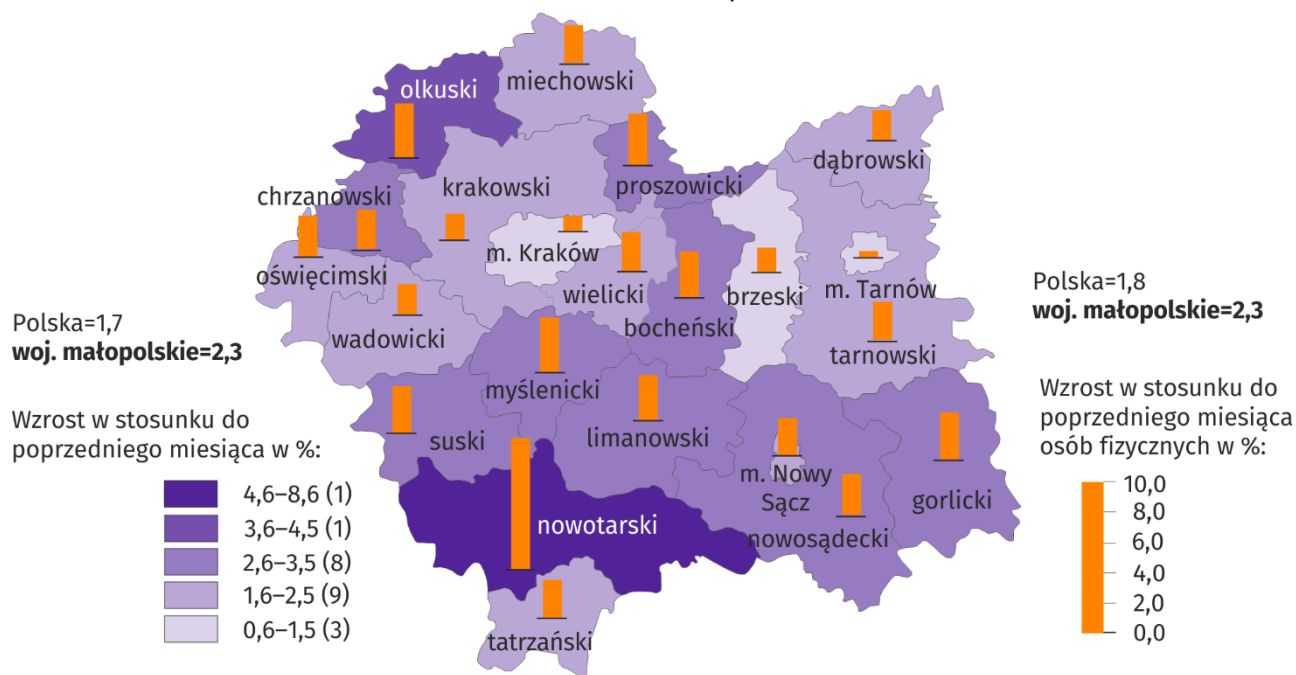 olkuski
miechowski
dąbrowski
chrzanowski
krakowski
proszowicki
m. Kraków
oświęcimski
wielicki
brzeski
m. Tarnów
bocheński
wadowicki
tarnowski
myślenicki
suski
limanowski
m. Nowy
Sącz
gorlicki
nowotarski
nowosądecki
tatrzański
Polska=1,7
woj. małopolskie=2,3
Wzrost w stosunku do
poprzedniego miesiąca w %:
4,6–8,6 (1)
3,6–4,5 (1)
2,6–3,5 (8)
1,6–2,5 (9)
0,6–1,5 (3)
Polska=1,8
woj. małopolskie=2,3
Wzrost w stosunku do
poprzedniego miesiąca
osób fizycznych w %:
10,0
8,0
6,0
4,0
2,0
0,0